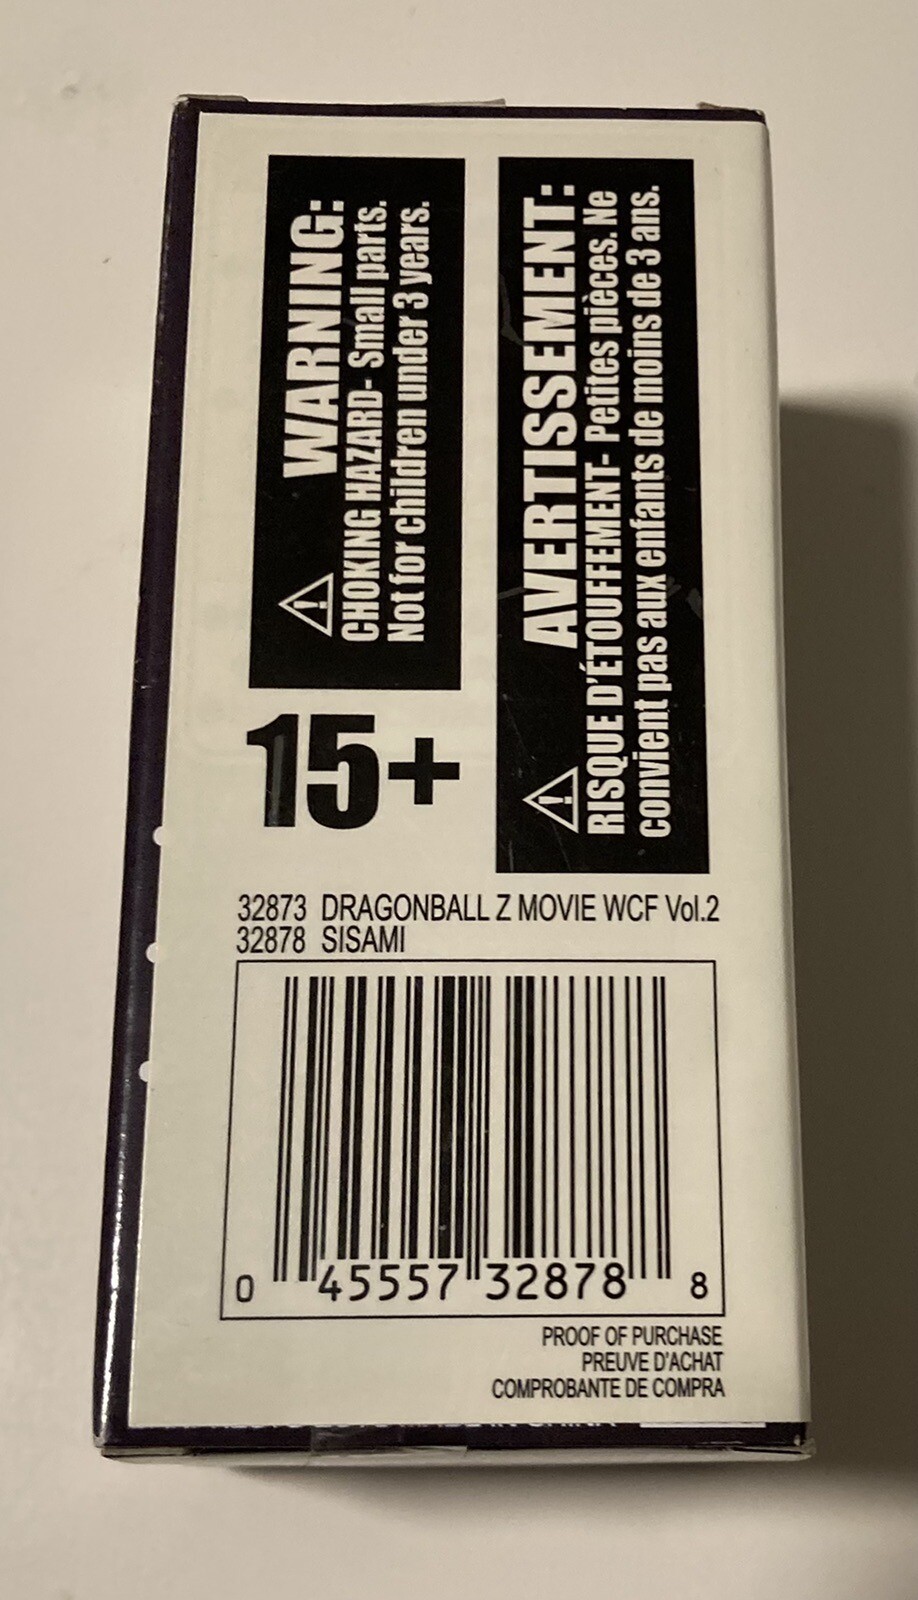 WARNING:
CHOKING HAZARD- Small parts.
Not for children under 3 years.
AVERTISSEMENT:
RISQUE D'ÉTOUFFEMENT- Petites pièces. Ne
convient pas aux enfants de moins de 3 ans.
15+
32873 DRAGONBALL Z MOVIE WCF Vol.2
32878 SISAMI
0 45557 32878 8
PROOF OF PURCHASE
PREUVE D'ACHAT
COMPROBANTE DE COMPRA